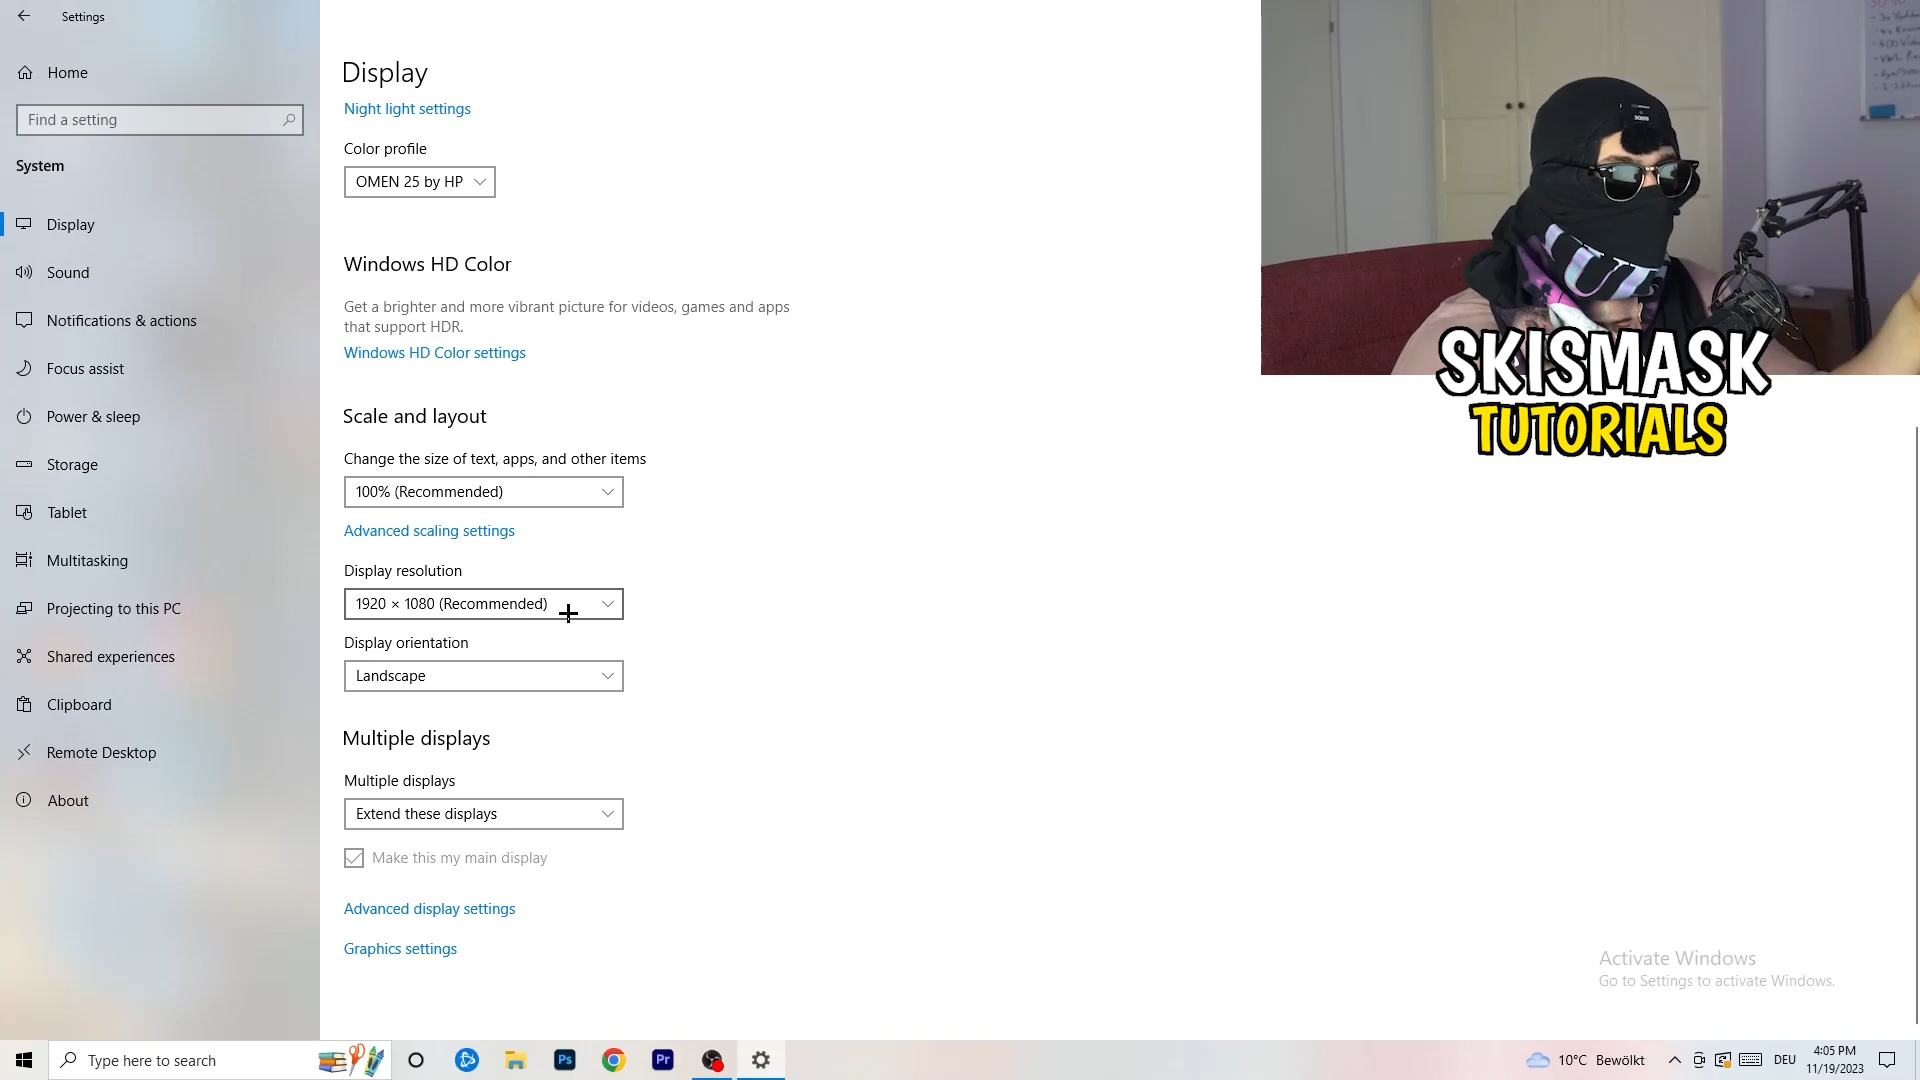 Settings
Home
Find a setting
System
Display
Sound
Notifications & actions
Focus assist
Power & sleep
Storage
Tablet
Multitasking
Projecting to this PC
Shared experiences
Clipboard
Remote Desktop
About
Display
Night light settings
Color profile
OMEN 25 by HP
Windows HD Color
Get a brighter and more vibrant picture for videos, games and apps
that support HDR.
Windows HD Color settings
Scale and layout
Change the size of text, apps, and other items
100% (Recommended)
Advanced scaling settings
Display resolution
1920 × 1080 (Recommended)
Display orientation
Landscape
Multiple displays
Multiple displays
Extend these displays
Make this my main display
Advanced display settings
Graphics settings
SKISMASK
TUTORIALS
Activate Windows
Go to Settings to activate Windows.
Type here to search
Ps
Pr
10°C Bewölkt
DEU
4:05 PM
11/19/2023